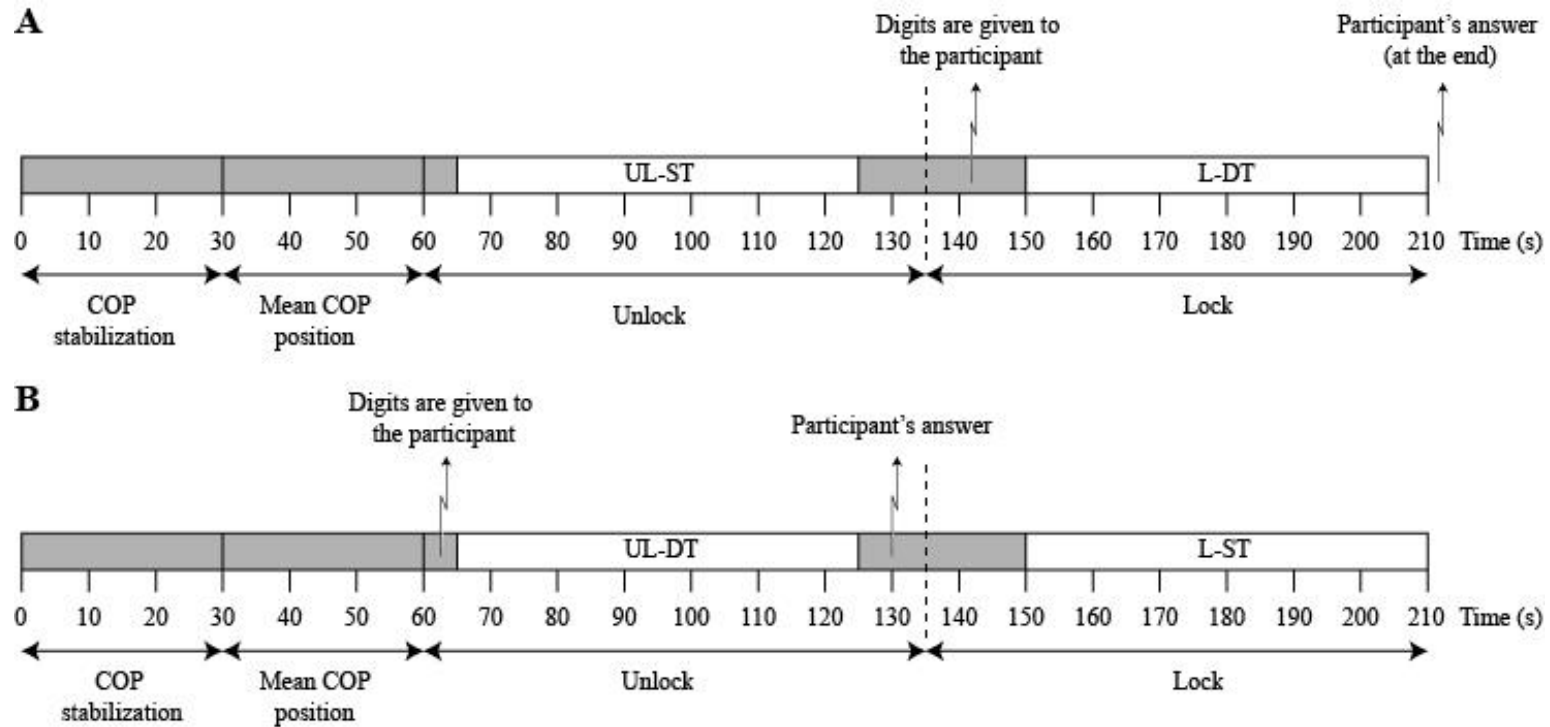 A
Digits are given to
the participant
Participant's answer
(at the end)
UL-ST
L-DT
0 10 20 30 40 50 60 70 80 90 100 110 120 130 140 150 160 170 180 190 200 210 Time (s)
COP
stabilization
Mean COP
position
Unlock
Lock
B
Digits are given to
the participant
Participant's answer
UL-DT
L-ST
0 10 20 30 40 50 60 70 80 90 100 110 120 130 140 150 160 170 180 190 200 210 Time (s)
COP
stabilization
Mean COP
position
Unlock
Lock